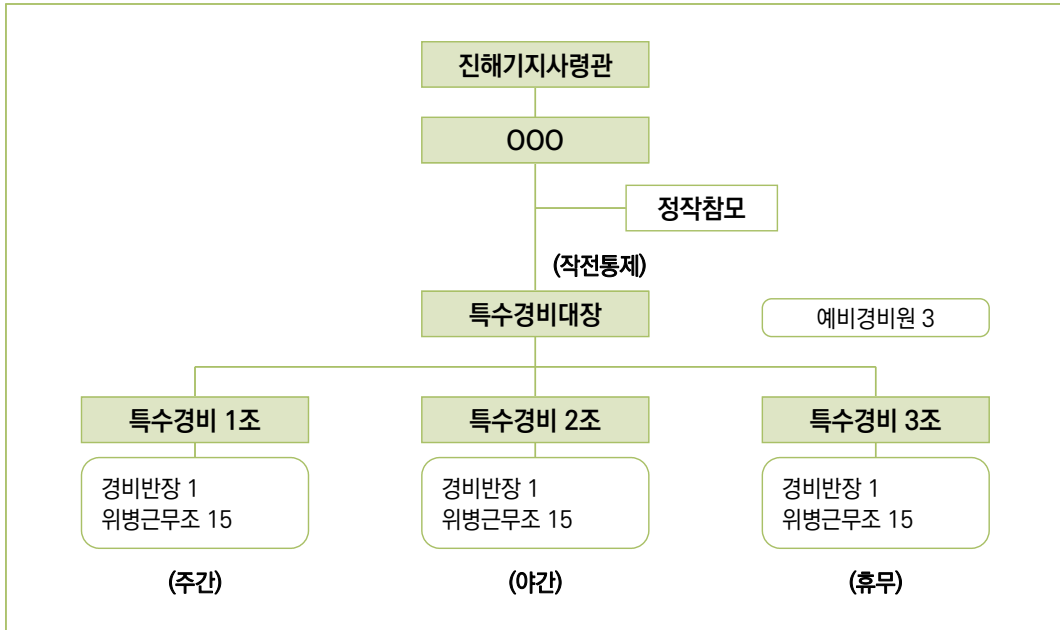 진해기지사령관
OOO
정작참모
(작전통제)
특수경비대장
예비경비원 3
특수경비 1조
특수경비 2조
특수경비 3조
경비반장 1
위병근무조 15
경비반장 1
위병근무조 15
경비반장 1
위병근무조 15
(주간)
(야간)
(휴무)